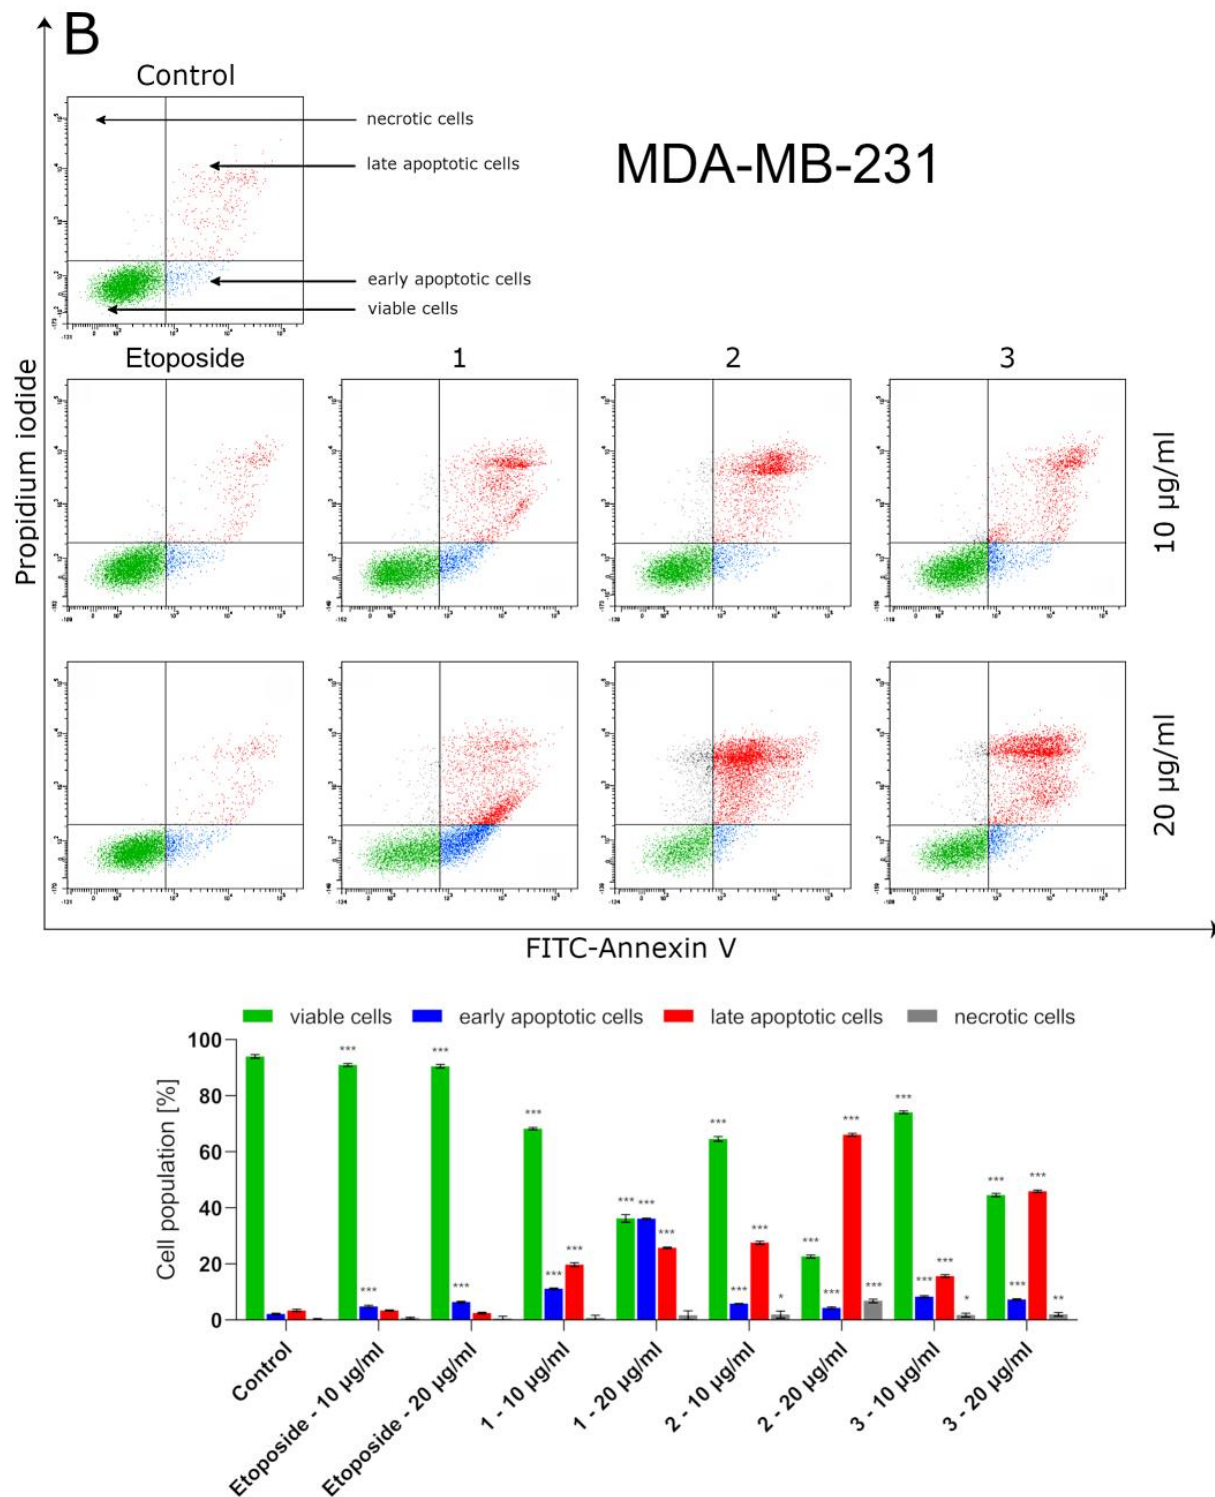 B
Control
necrotic cells
late apoptotic cells
MDA-MB-231
early apoptotic cells
viable cells
Etoposide 1 2 3
Propidium iodide
10 µg/ml
20 µg/ml
FITC-Annexin V
viable cells early apoptotic cells late apoptotic cells necrotic cells
Cell population [%]
100
80
60
40
20
0
*** *** *** *** *** *** *** *** ***
*** *** *** *** *** *** *** *** ***
*** *** *** *** *** ***
* *** * **
Control
Etoposide - 10 µg/ml
Etoposide - 20 µg/ml
1 - 10 µg/ml
1 - 20 µg/ml
2 - 10 µg/ml
2 - 20 µg/ml
3 - 10 µg/ml
3 - 20 µg/ml